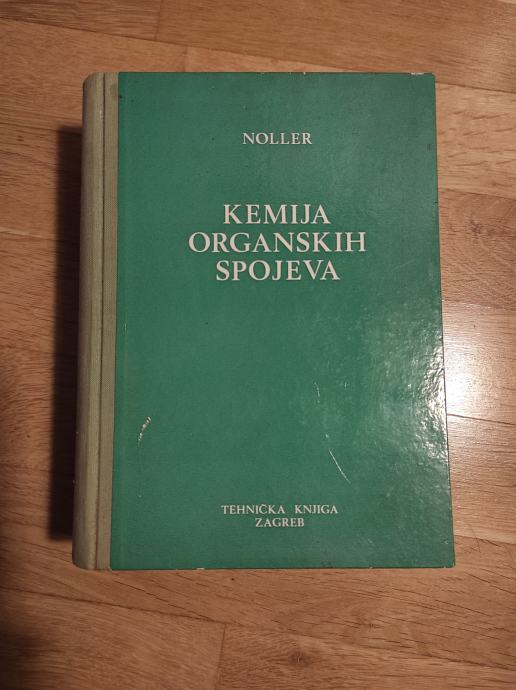 NOLLER
KEMIJA
ORGANSKIH
SPOJEVA
TEHNIČKA KNJIGA
ZAGREB